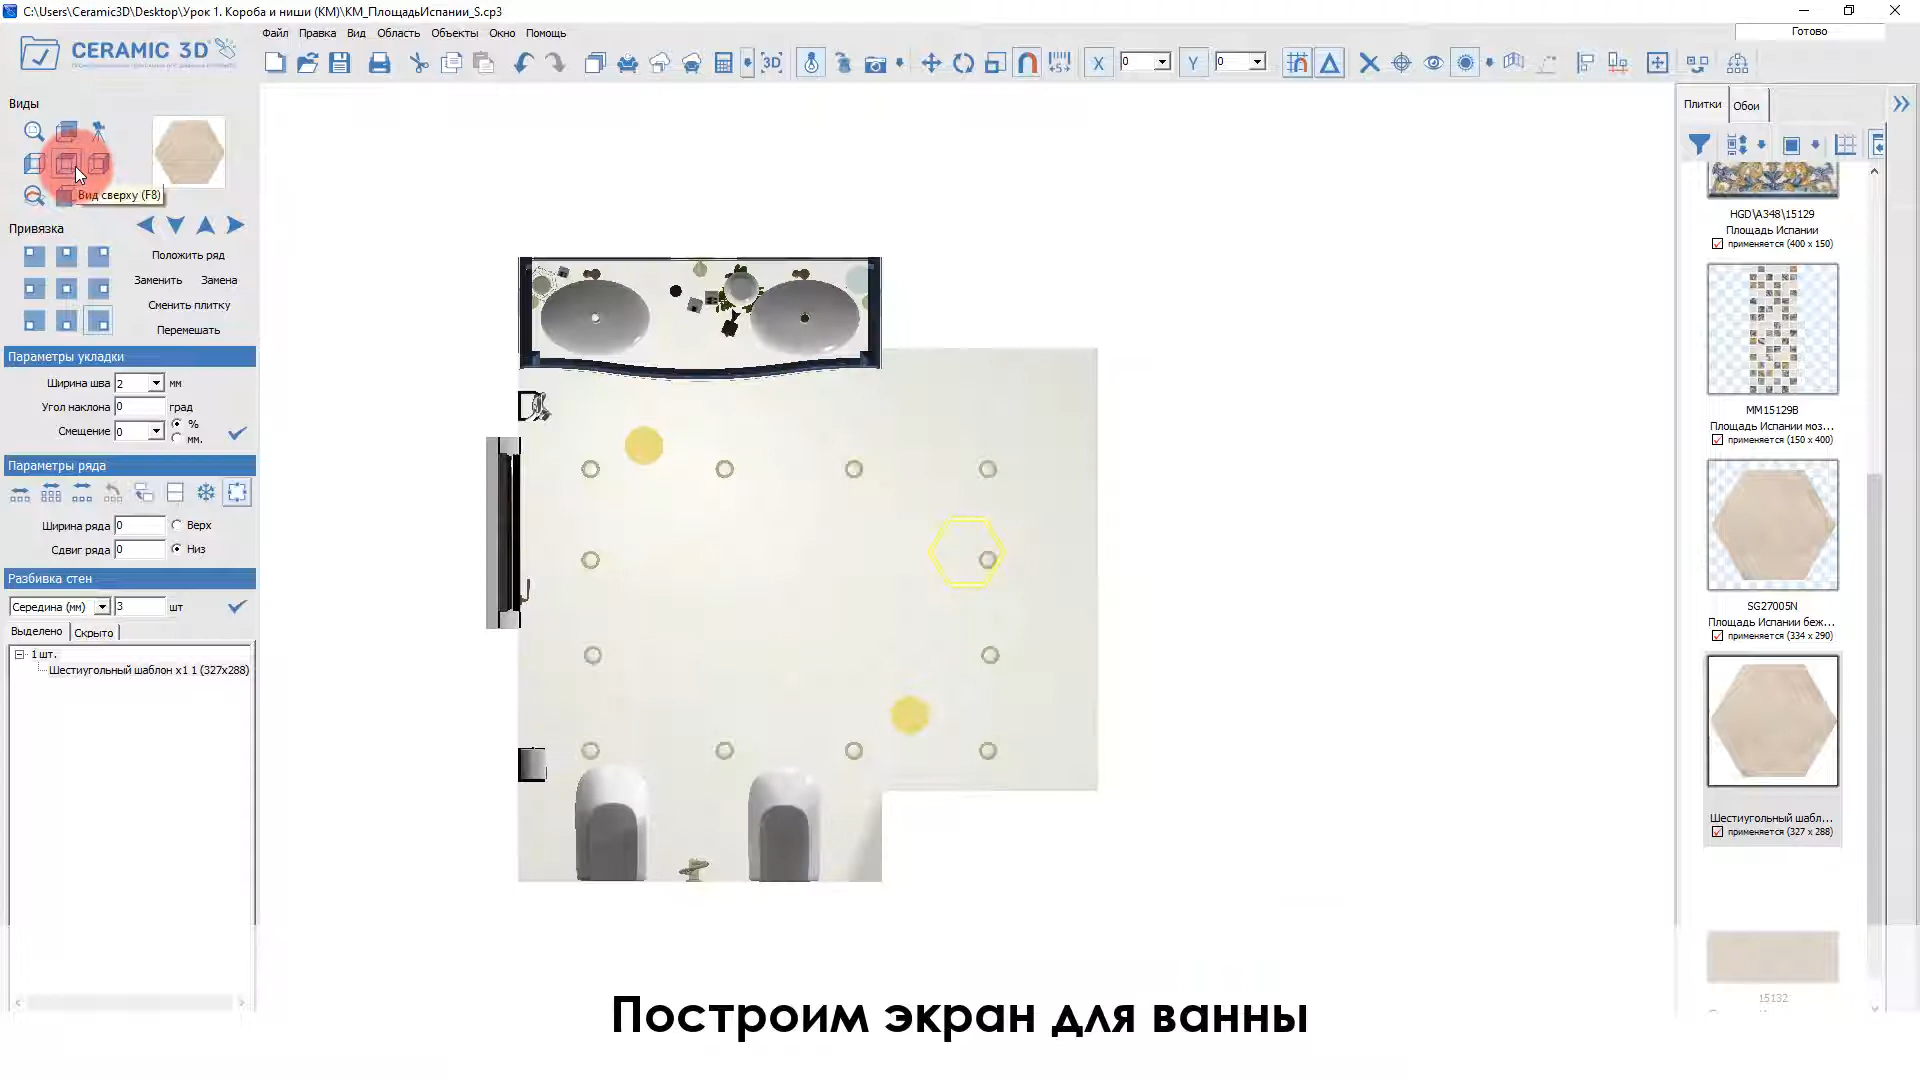 C:\Users\Ceramic3D\Desktop\Урок 1. Короба и ниши (КМ)\КМ_ПлощадьИспании_S.cp3
CERAMIC 3D
Файл Правка Вид Область Объекты Окно Помощь
Готово
3D
X 0 Y 0
Виды
Вид сверху (F8)
Привязка
Положить ряд
Заменить Замена
Сменить плитку
Перемешать
Параметры укладки
Ширина шва 2 мм
Угол наклона 0 град
Смещение 0 %
мм.
Параметры ряда
Ширина ряда 0 Верх
Сдвиг ряда 0 Низ
Разбивка стен
Середина (мм) 3 шт
Выделено Скрыто
1 шт.
Шестиугольный шаблон x1 1 (327x288)
Плитки Обои
HGD\A348\15129
Площадь Испании
применяется (400 x 150)
MM15129B
Площадь Испании моз...
применяется (150 x 400)
SG27005N
Площадь Испании беж...
применяется (334 x 290)
Шестиугольный шабл...
применяется (327 x 288)
15132
Построим экран для ванны